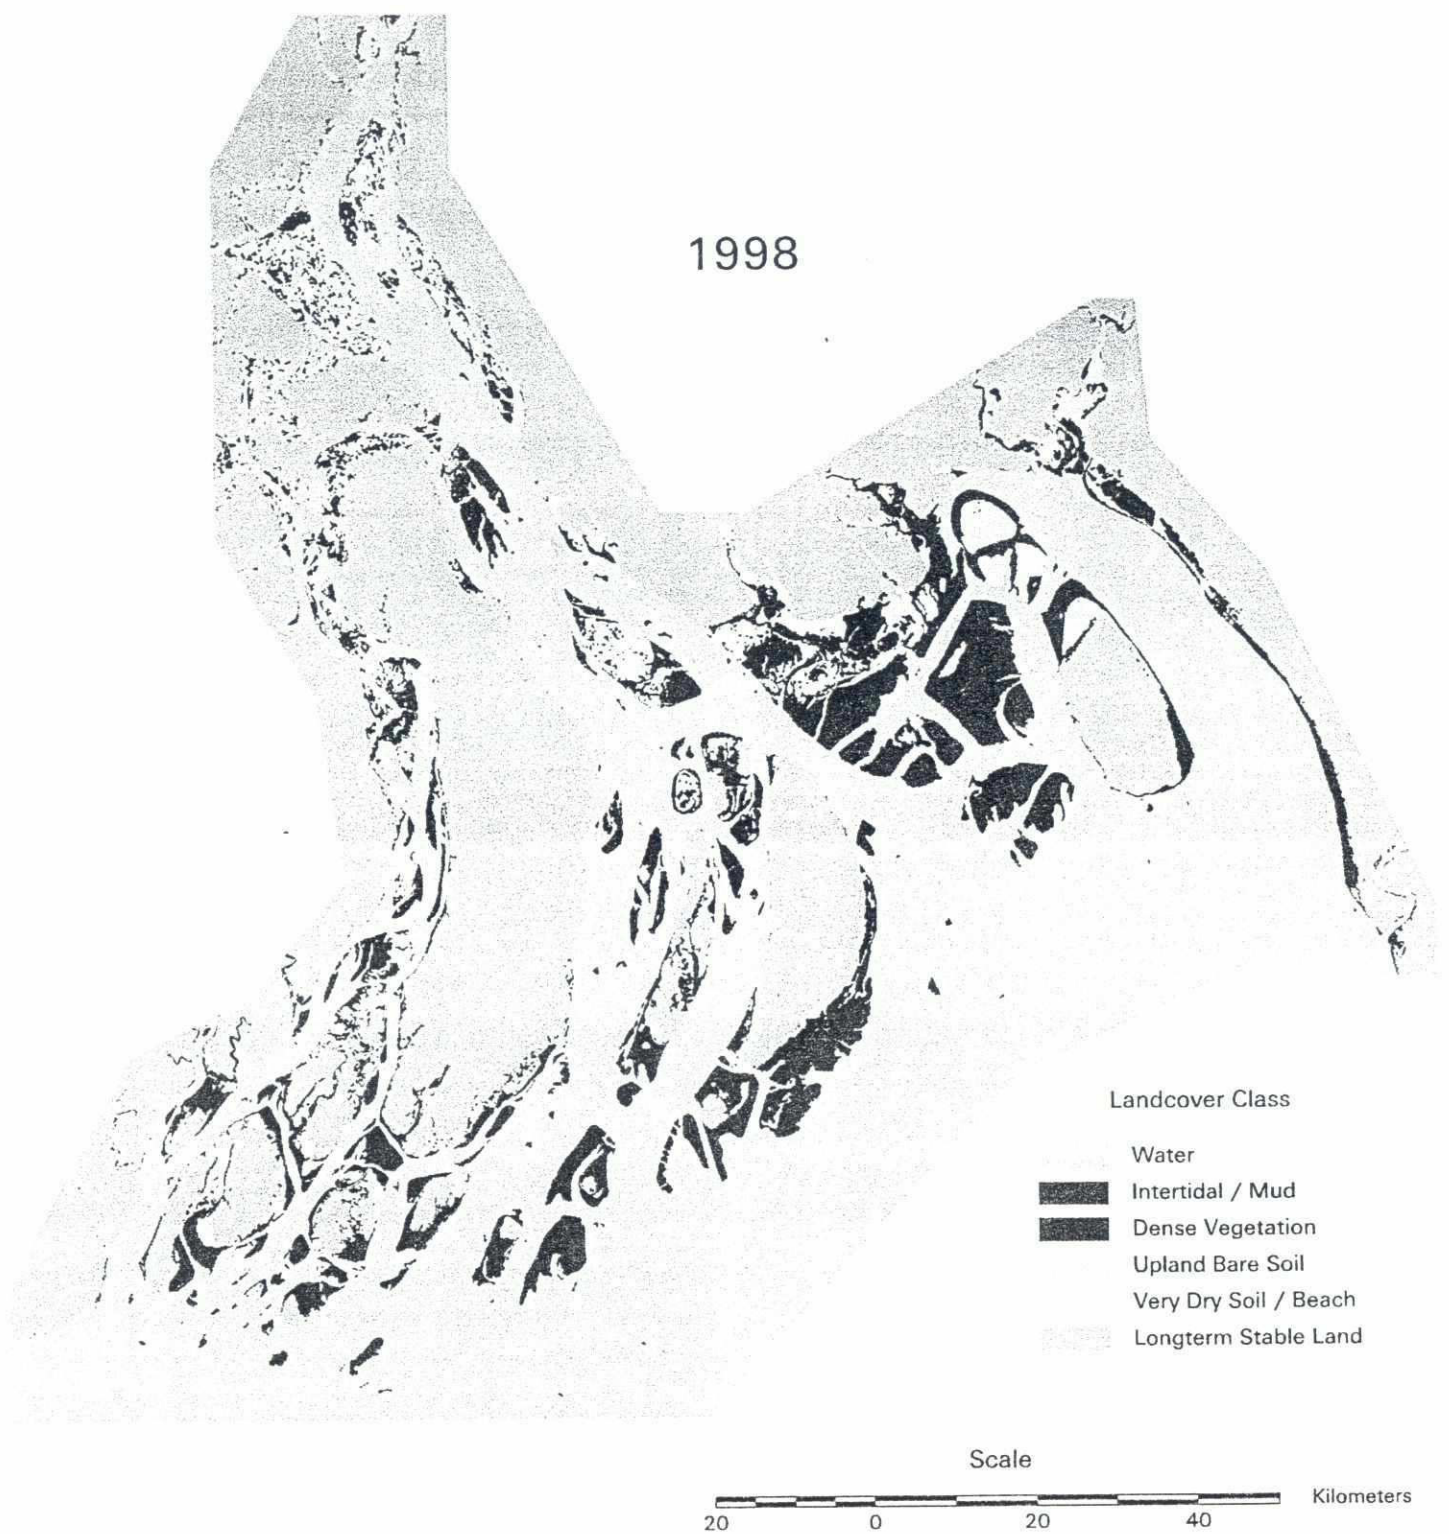 1998
Landcover Class
Water
Intertidal / Mud
Dense Vegetation
Upland Bare Soil
Very Dry Soil / Beach
Longterm Stable Land
Scale
Kilometers
20 0 20 40